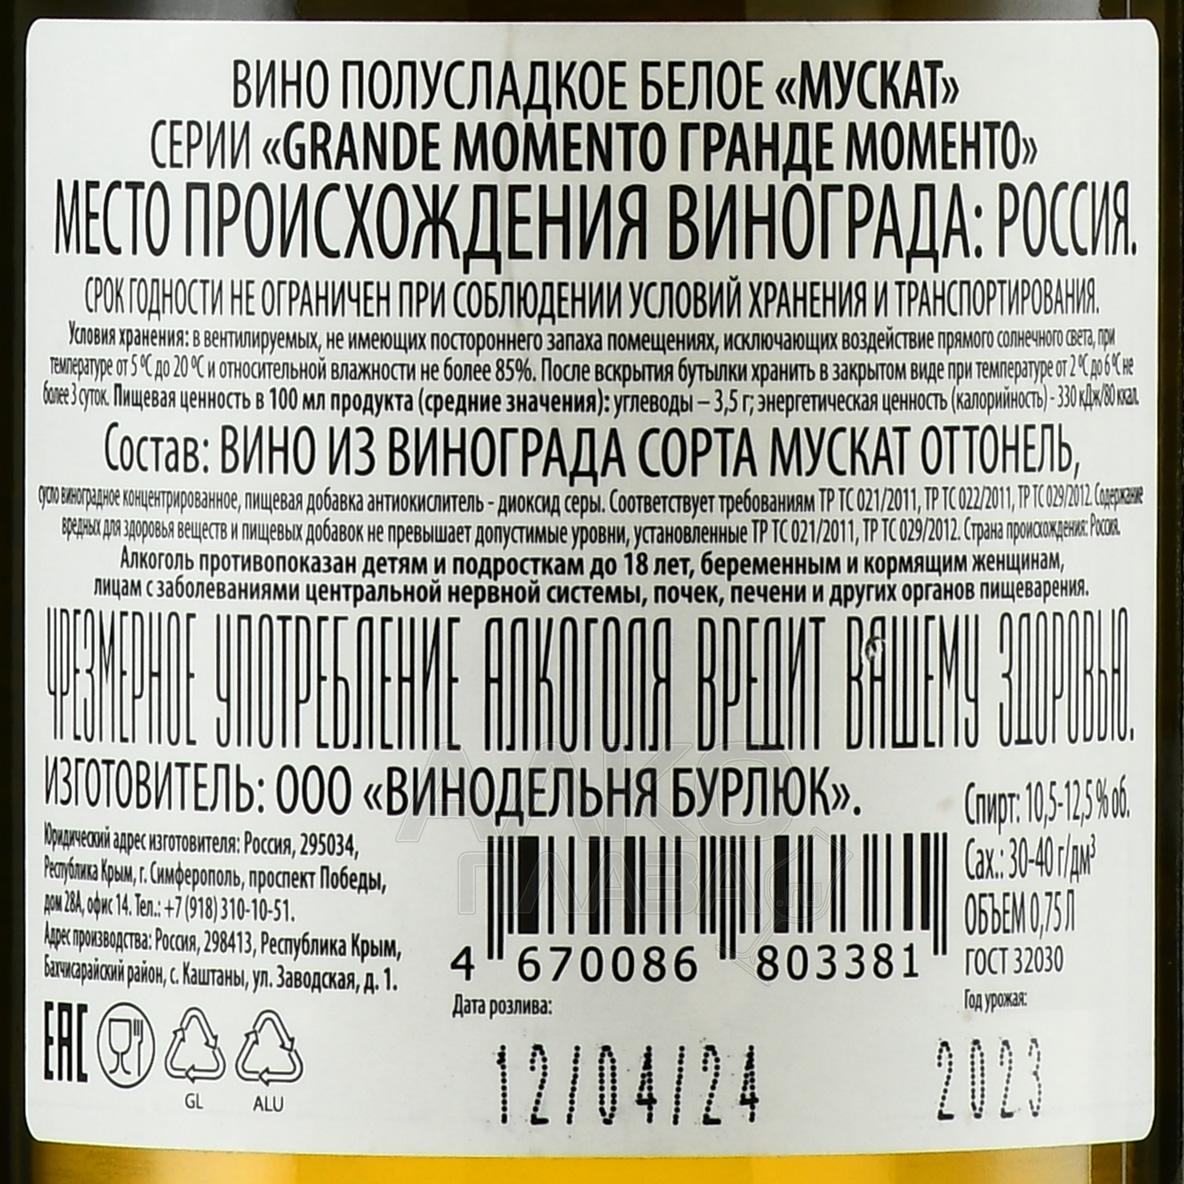 ВИНО ПОЛУСЛАДКОЕ БЕЛОЕ «МУСКАТ»
СЕРИИ «GRANDE MOMENTO ГРАНДЕ МОМЕНТО»
МЕСТО ПРОИСХОЖДЕНИЯ ВИНОГРАДА: РОССИЯ.
СРОК ГОДНОСТИ НЕ ОГРАНИЧЕН ПРИ СОБЛЮДЕНИИ УСЛОВИЙ ХРАНЕНИЯ И ТРАНСПОРТИРОВАНИЯ.
Условия хранения: в вентилируемых, не имеющих постороннего запаха помещениях, исключающих воздействие прямого солнечного света, при
температуре от 5 °С до 20 °С и относительной влажности не более 85%. После вскрытия бутылки хранить в закрытом виде при температуре от 2 °С до 6 °С не
более 3 суток. Пищевая ценность в 100 мл продукта (средние значения): углеводы – 3,5 г; энергетическая ценность (калорийность) - 330 кДж/80 ккал.
Состав: ВИНО ИЗ ВИНОГРАДА СОРТА МУСКАТ ОТТОНЕЛЬ,
сусло виноградное концентрированное, пищевая добавка антиокислитель - диоксид серы. Соответствует требованиям ТР ТС 021/2011, ТР ТС 022/2011, ТР ТС 029/2012. Содержание
вредных для здоровья веществ и пищевых добавок не превышает допустимые уровни, установленные ТР ТС 021/2011, ТР ТС 029/2012. Страна происхождения: Россия.
Алкоголь противопоказан детям и подросткам до 18 лет, беременным и кормящим женщинам,
лицам с заболеваниями центральной нервной системы, почек, печени и других органов пищеварения.
ЧРЕЗМЕРНОЕ УПОТРЕБЛЕНИЕ АЛКОГОЛЯ ВРЕДИТ ВАШЕМУ ЗДОРОВЬЮ.
ИЗГОТОВИТЕЛЬ: ООО «ВИНОДЕЛЬНЯ БУРЛЮК».
Юридический адрес изготовителя: Россия, 295034,
Республика Крым, г. Симферополь, проспект Победы,
дом 28А, офис 14. Тел.: +7 (918) 310-10-51.
Адрес производства: Россия, 298413, Республика Крым,
Бахчисарайский район, с. Каштаны, ул. Заводская, д. 1.
Спирт: 10,5-12,5 % об.
Сах.: 30-40 г/дм³
ОБЪЕМ 0,75 Л
ГОСТ 32030
АЛКО
ПЛАВА.ru
4 670086 803381
Дата розлива:
12/04/24
Год урожая:
2023
EAC
GL
ALU